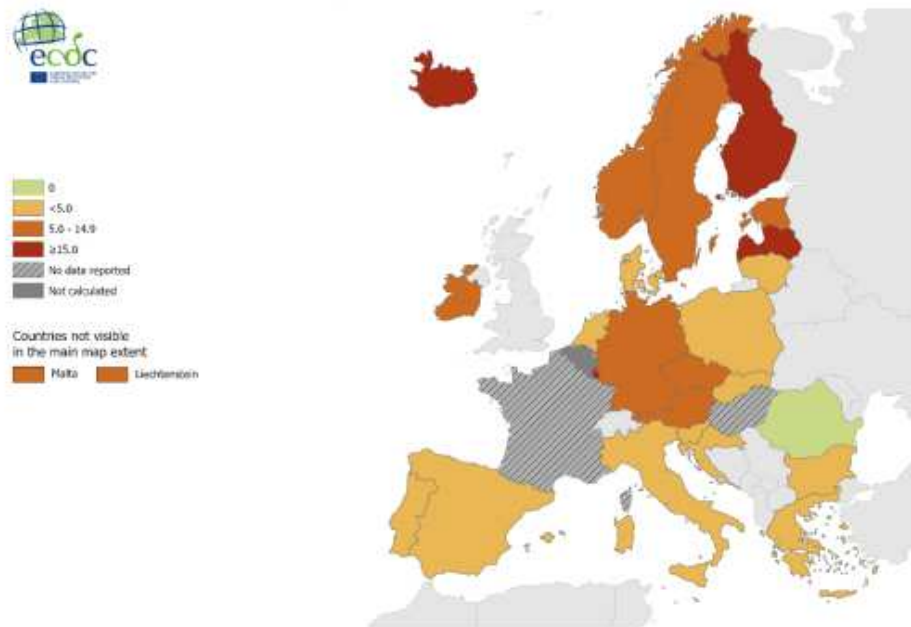 ecdc
0
<5.0
5.0 - 14.9
≥15.0
No data reported
Not calculated
Countries not visible
in the main map extent
Malta Liechtenstein